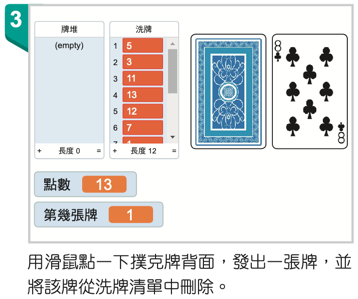 3
牌堆
洗牌
(empty)
1 5
2 3
3 11
4 13
5 12
6 7
+ 長度 0 =
+ 長度 12 =
8
8
點數 13
第幾張牌 1
用滑鼠點一下撲克牌背面，發出一張牌，並
將該牌從洗牌清單中刪除。